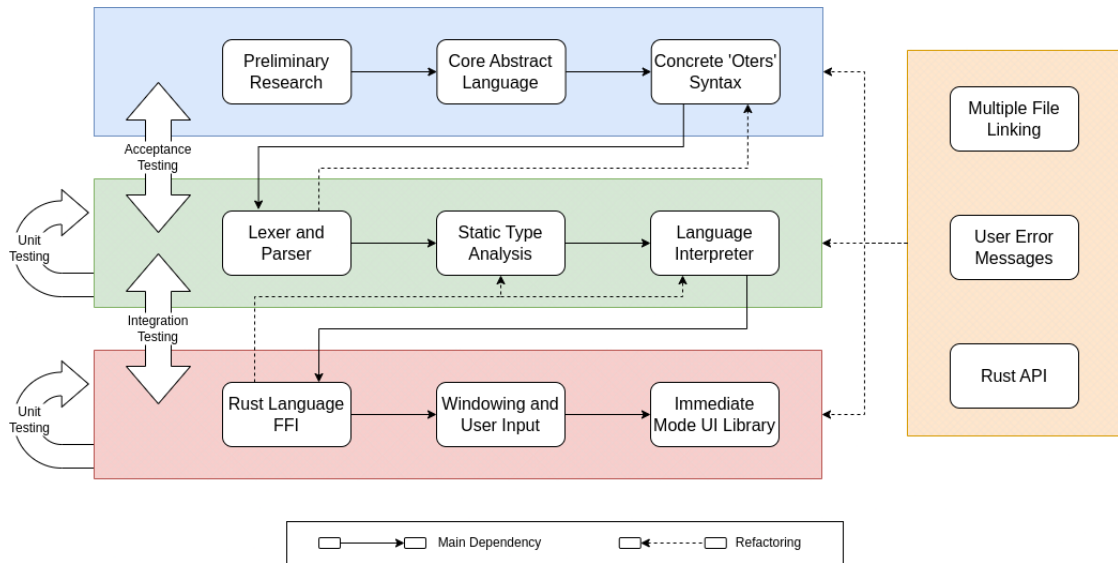 Preliminary
Research
Core Abstract
Language
Concrete 'Oters'
Syntax
Multiple File
Linking
Acceptance
Testing
Unit
Testing
Lexer and
Parser
Static Type
Analysis
Language
Interpreter
User Error
Messages
Integration
Testing
Unit
Testing
Rust Language
FFI
Windowing and
User Input
Immediate
Mode UI Library
Rust API
Main Dependency
Refactoring